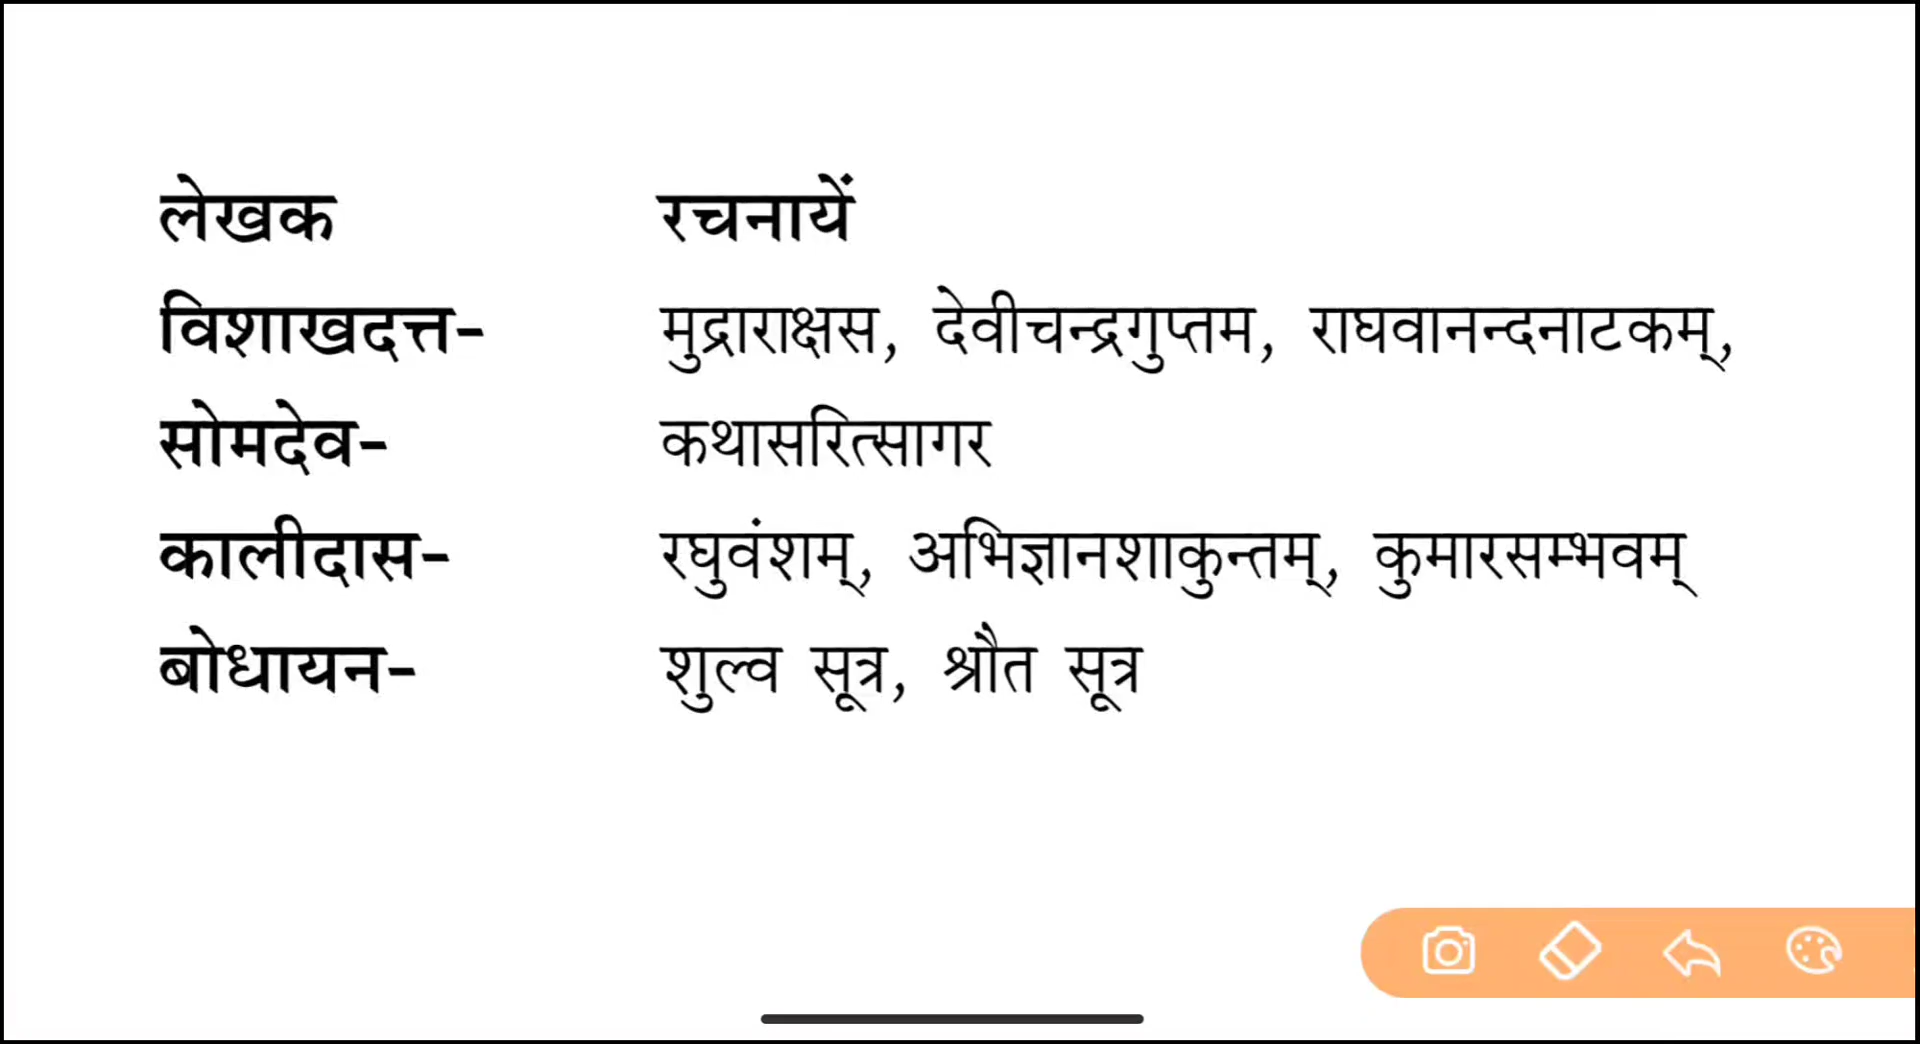 लेखक रचनायें
विशाखदत्त- मुद्राराक्षस, देवीचन्द्रगुप्तम, राघवानन्दनाटकम्,
सोमदेव- कथासरित्सागर
कालीदास- रघुवंशम्, अभिज्ञानशाकुन्तम्, कुमारसम्भवम्
बोधायन- शुल्व सूत्र, श्रौत सूत्र